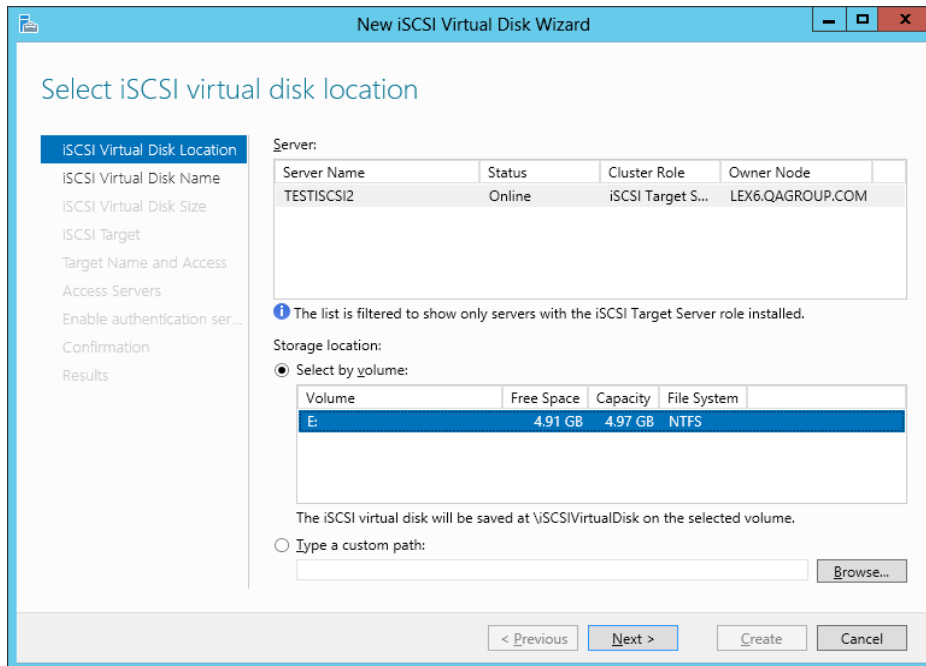 New iSCSI Virtual Disk Wizard
Select iSCSI virtual disk location
iSCSI Virtual Disk Location
iSCSI Virtual Disk Name
iSCSI Virtual Disk Size
iSCSI Target
Target Name and Access
Access Servers
Enable authentication ser...
Confirmation
Results
Server:
Server Name Status Cluster Role Owner Node
TESTISCSI2 Online iSCSI Target S... LEX6.QAGROUP.COM
The list is filtered to show only servers with the iSCSI Target Server role installed.
Storage location:
Select by volume:
Volume Free Space Capacity File System
E: 4.91 GB 4.97 GB NTFS
The iSCSI virtual disk will be saved at \iSCSIVirtualDisk on the selected volume.
Type a custom path:
Browse...
< Previous Next > Create Cancel